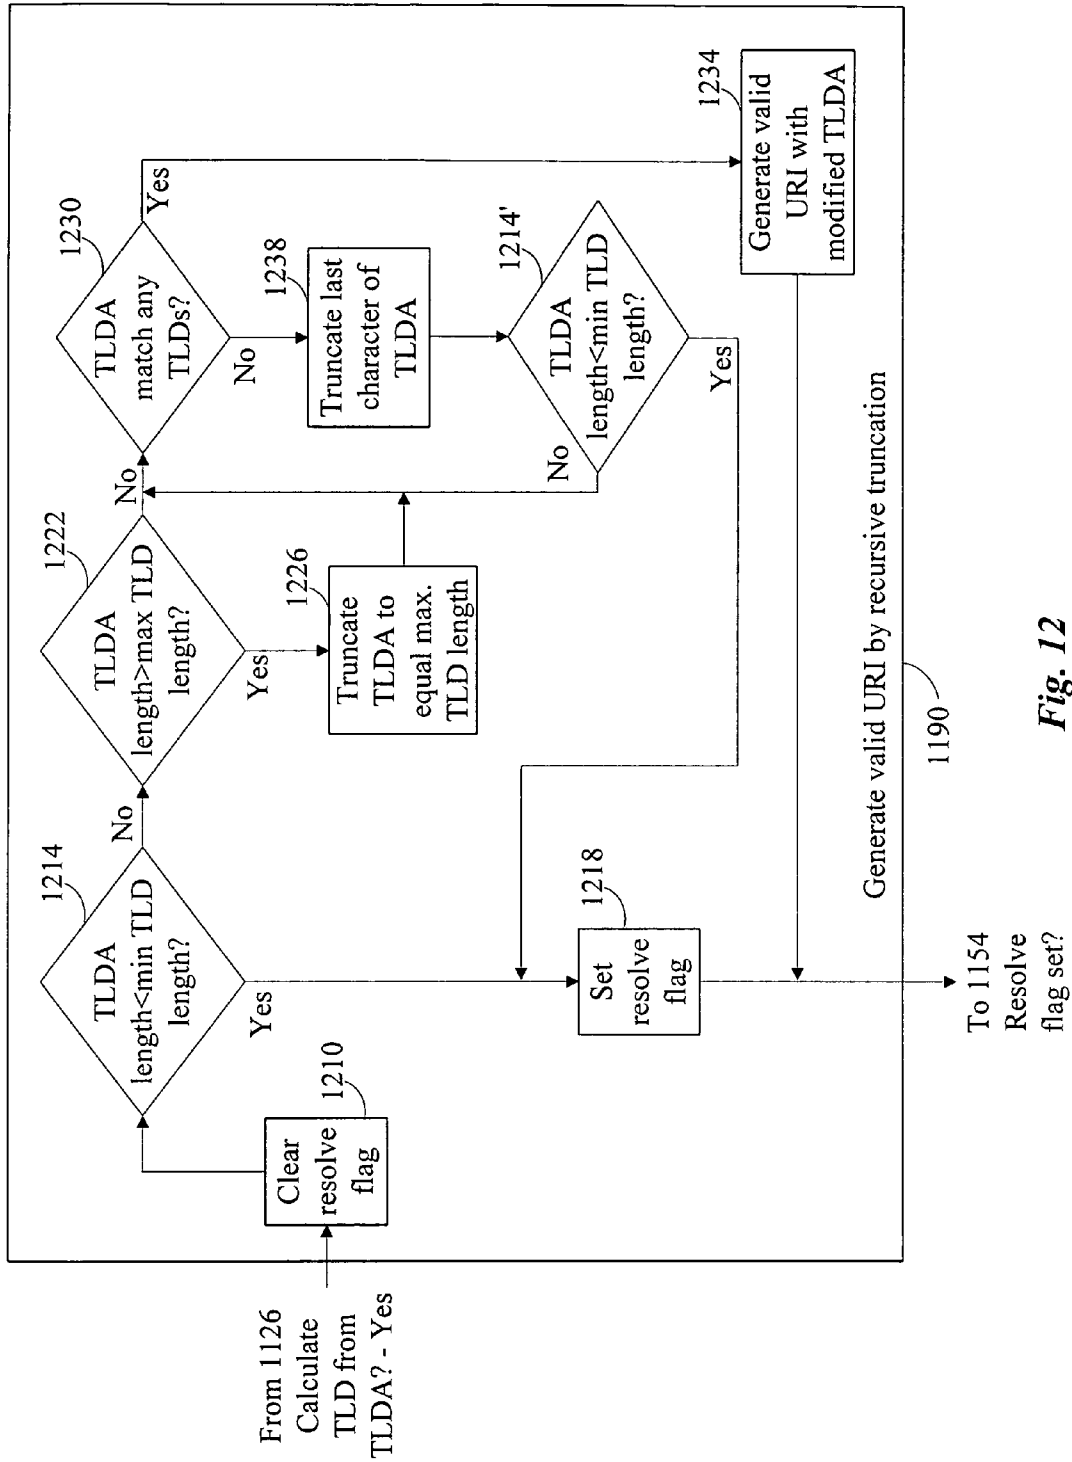 From 1126
Calculate
TLD from
TLDA? - Yes
Clear
resolve
flag
1210
TLDA
length<min TLD
length?
1214
No
Yes
Set
resolve
flag
1218
TLDA
length>max TLD
length?
1222
No
Yes
Truncate
TLDA to
equal max.
TLD length
1226
TLDA
match any
TLDs?
1230
Yes
No
Truncate last
character of
TLDA
1238
TLDA
length<min TLD
length?
1214'
No
Yes
Generate valid
URI with
modified TLDA
1234
Generate valid URI by recursive truncation
1190
To 1154
Resolve
flag set?
Fig. 12